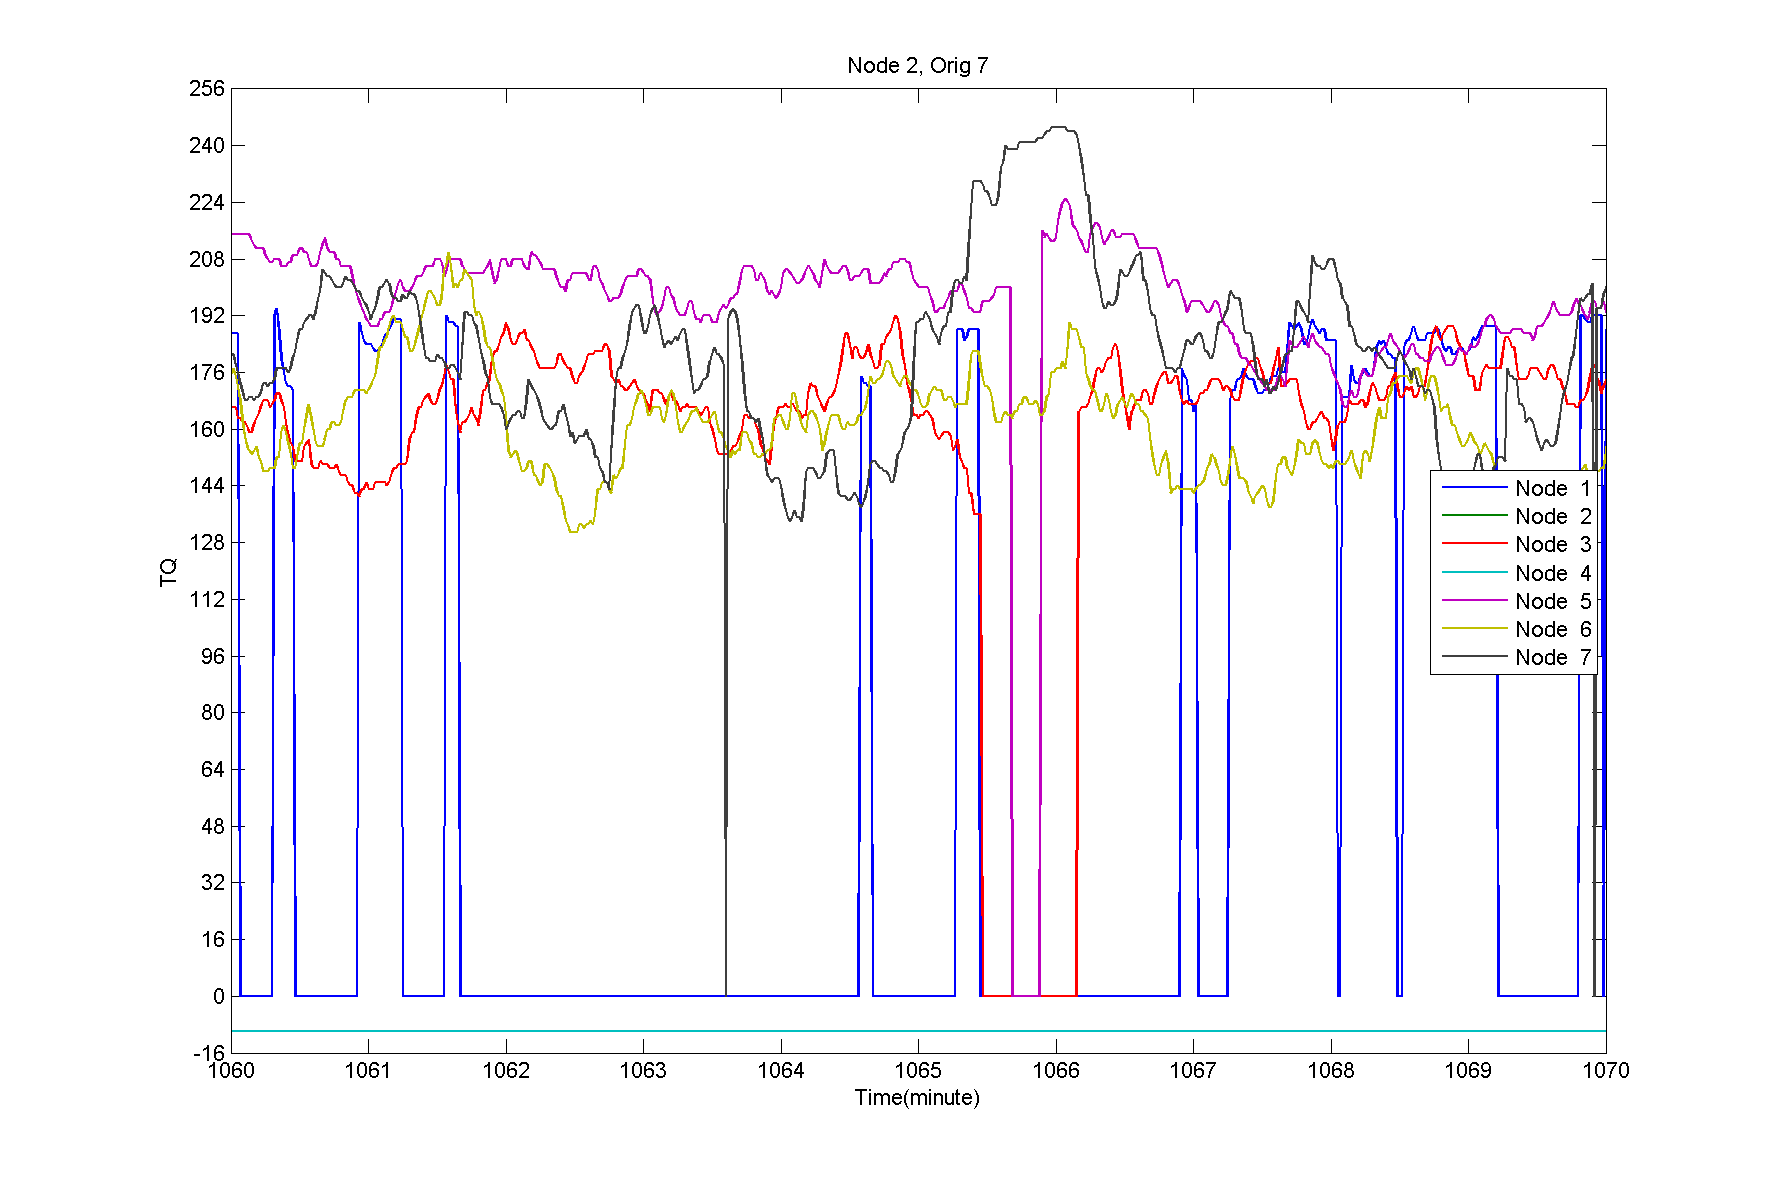 Node 2, Orig 7
256
240
224
208
192
176
160
144
128
112
96
80
64
48
32
16
0
-16
TQ
Node 1
Node 2
Node 3
Node 4
Node 5
Node 6
Node 7
1060 1061 1062 1063 1064 1065 1066 1067 1068 1069 1070
Time(minute)